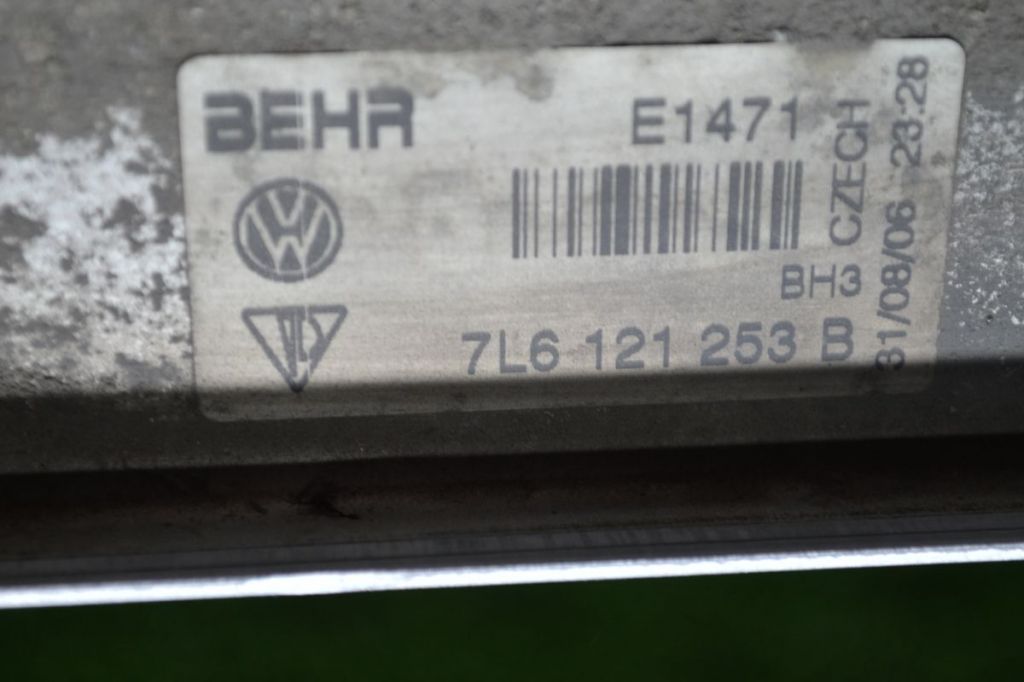 BEHR
E1471
CZECH
31/08/06 23:28
BH3
7L6 121 253 B